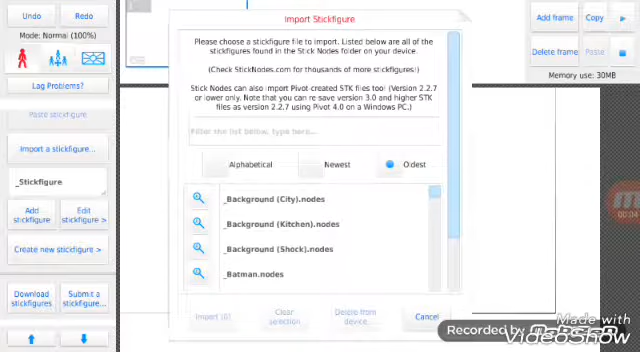 Undo Redo
Mode: Normal (100%)
Lag Problems?
Paste stickfigure
Import a stickfigure...
_Stickfigure
Add stickfigure
Edit stickfigure >
Create new stickfigure >
Download stickfigures
Submit a stickfigure...
Import Stickfigure
Please choose a stickfigure file to import. Listed below are all of the
stickfigures found in the Stick Nodes folder on your device.
(Check StickNodes.com for thousands of more stickfigures!)
Stick Nodes can also import Pivot created STK files too! (Version 2.2.7
or lower only. Note that you can re-save version 3.0 and higher STK
files as version 2.2.7 using Pivot 4.0 on a Windows PC.)
Filter the list below, type here...
Alphabetical Newest Oldest
_Background (City).nodes
_Background (Kitchen).nodes
_Background (Shock).nodes
_Batman.nodes
Import (0)
Clear selection
Delete from device...
Cancel
Add frame Copy
Delete frame Paste
Memory use: 30MB
00:04
Made with
VideoShow
Recorded by